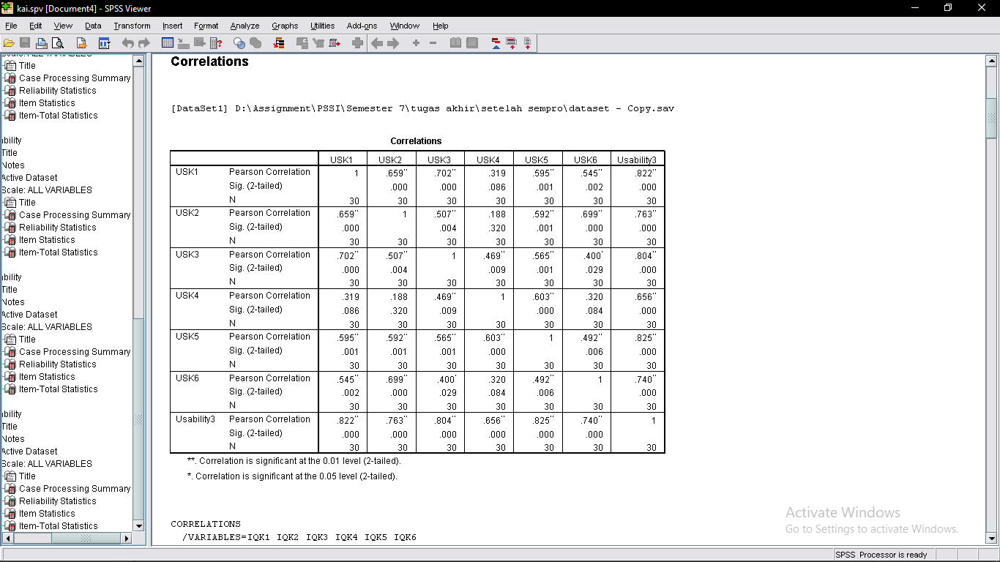 kai.spv [Document4] - SPSS Viewer
File Edit View Data Transform Insert Format Analyze Graphs Utilities Add-ons Window Help
Scale: ALL VARIABLES
Title
Case Processing Summary
Reliability Statistics
Item Statistics
Item-Total Statistics
ability
Title
Notes
Active Dataset
Scale: ALL VARIABLES
Title
Case Processing Summary
Reliability Statistics
Item Statistics
Item-Total Statistics
ability
Title
Notes
Active Dataset
Scale: ALL VARIABLES
Title
Case Processing Summary
Reliability Statistics
Item Statistics
Item-Total Statistics
ability
Title
Notes
Active Dataset
Scale: ALL VARIABLES
Title
Case Processing Summary
Reliability Statistics
Item Statistics
Item-Total Statistics
Correlations
[DataSet1] D:\Assignment\PSSI\Semester 7\tugas akhir\setelah sempro\dataset - Copy.sav
Correlations
USK1 USK2 USK3 USK4 USK5 USK6 Usability3
USK1 Pearson Correlation 1 .659** .702** .319 .595** .545** .822**
Sig. (2-tailed) .000 .000 .086 .001 .002 .000
N 30 30 30 30 30 30 30
USK2 Pearson Correlation .659** 1 .507** .188 .592** .699** .763**
Sig. (2-tailed) .000 .004 .320 .001 .000 .000
N 30 30 30 30 30 30 30
USK3 Pearson Correlation .702** .507** 1 .469** .565** .400* .804**
Sig. (2-tailed) .000 .004 .009 .001 .029 .000
N 30 30 30 30 30 30 30
USK4 Pearson Correlation .319 .188 .469** 1 .603** .320 .656**
Sig. (2-tailed) .086 .320 .009 .000 .084 .000
N 30 30 30 30 30 30 30
USK5 Pearson Correlation .595** .592** .565** .603** 1 .492** .825**
Sig. (2-tailed) .001 .001 .001 .000 .006 .000
N 30 30 30 30 30 30 30
USK6 Pearson Correlation .545** .699** .400* .320 .492** 1 .740**
Sig. (2-tailed) .002 .000 .029 .084 .006 .000
N 30 30 30 30 30 30 30
Usability3 Pearson Correlation .822** .763** .804** .656** .825** .740** 1
Sig. (2-tailed) .000 .000 .000 .000 .000 .000
N 30 30 30 30 30 30 30
**. Correlation is significant at the 0.01 level (2-tailed).
*. Correlation is significant at the 0.05 level (2-tailed).
CORRELATIONS
/VARIABLES=IQK1 IQK2 IQK3 IQK4 IQK5 IQK6
Activate Windows
Go to Settings to activate Windows.
SPSS Processor is ready